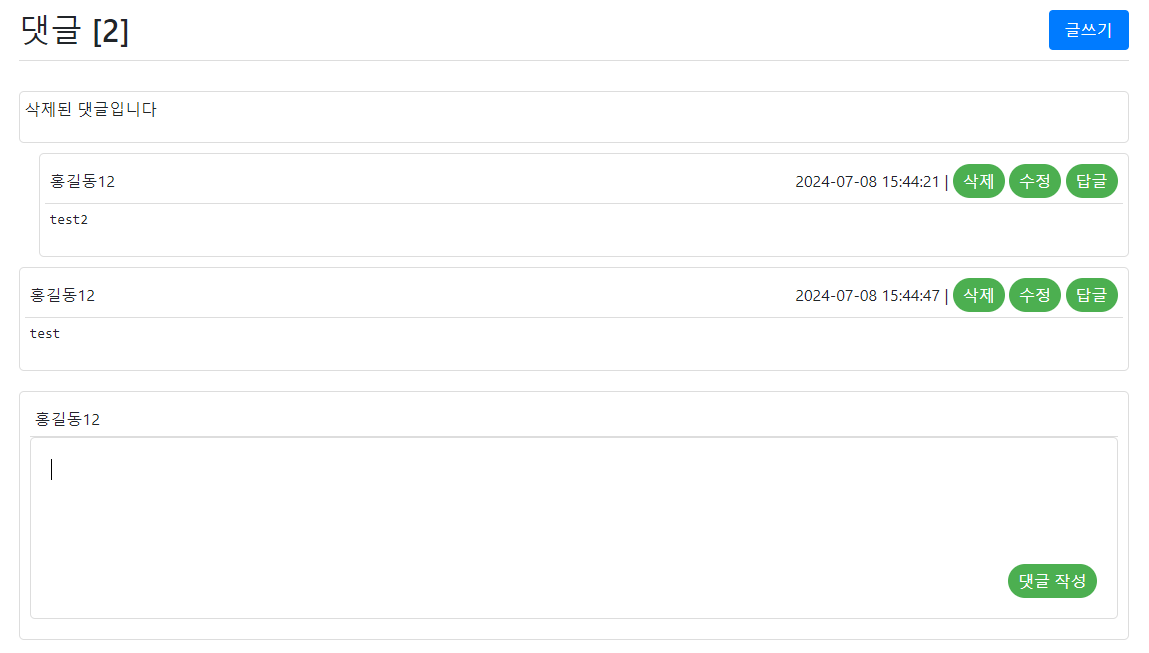 댓글 [2] 글쓰기
삭제된 댓글입니다
홍길동12 2024-07-08 15:44:21 | 삭제 수정 답글
test2
홍길동12 2024-07-08 15:44:47 | 삭제 수정 답글
test
홍길동12
댓글 작성